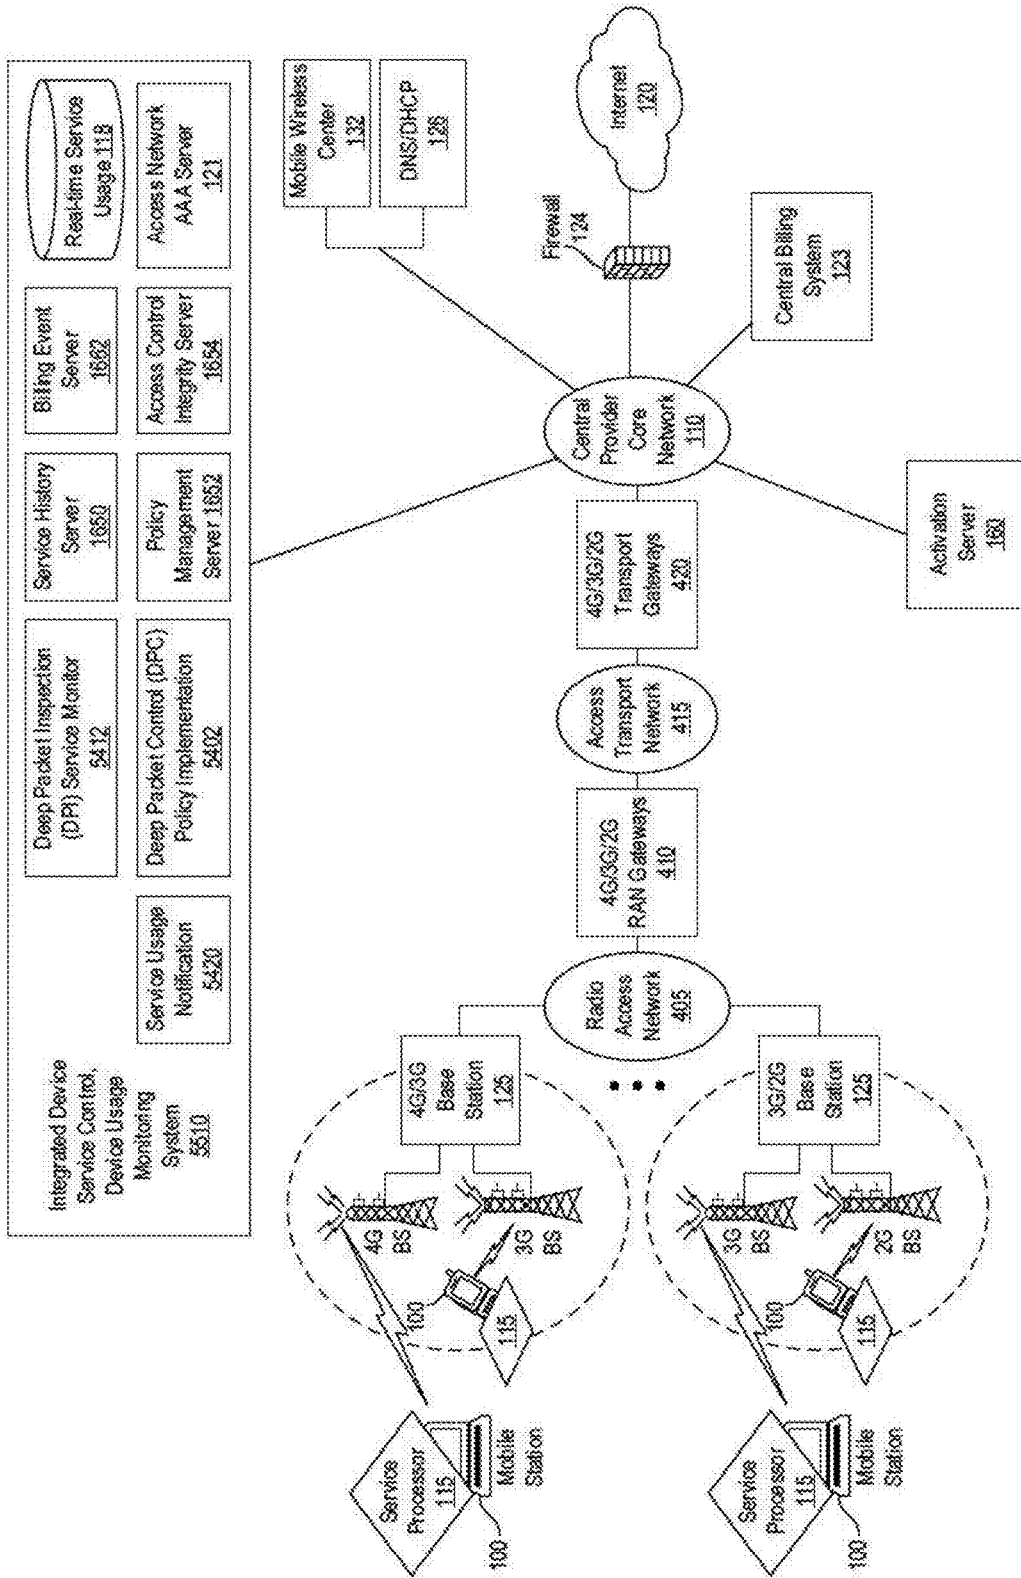 Integrated Device
Service Control,
Device Usage
Monitoring
System
5510
Service Usage
Notification
5420
Deep Packet Inspection
(DPI) Service Monitor
5412
Deep Packet Control (DPC)
Policy Implementation
5402
Service History
Server
1650
Policy
Management
Server 1652
Billing Event
Server
1662
Access Control
Integrity Server
1654
Real-time Service
Usage 118
Access Network
AAA Server
121
Mobile Wireless
Center
132
DNS/DHCP
126
Service
Processor
115
100
Mobile
Station
100
115
4G
BS
3G
BS
4G/3G
Base
Station
125
Radio
Access
Network
405
4G/3G/2G
RAN Gateways
410
Access
Transport
Network
415
4G/3G/2G
Transport
Gateways
420
Central
Provider
Core
Network
110
Firewall
124
Internet
120
Central Billing
System
123
Activation
Server
160
Service
Processor
115
100
Mobile
Station
100
115
3G
BS
2G
BS
3G/2G
Base
Station
125